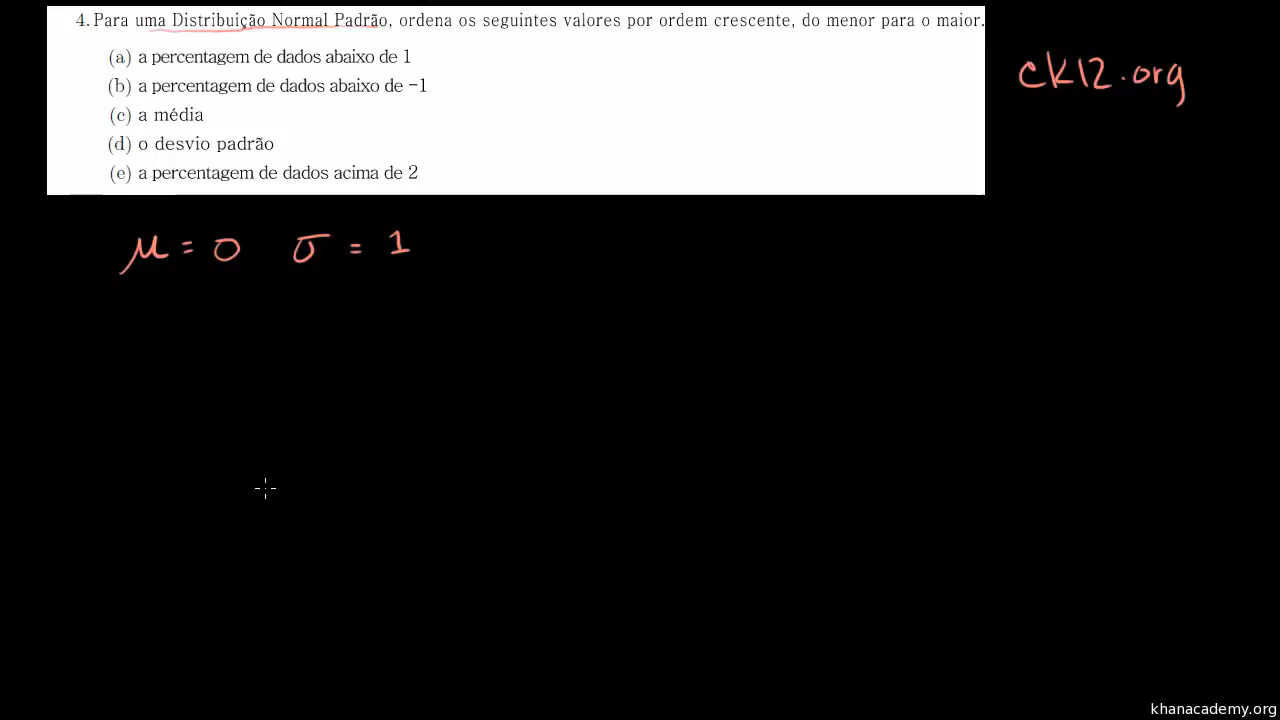 4. Para uma Distribuição Normal Padrão, ordena os seguintes valores por ordem crescente, do menor para o maior.
(a) a percentagem de dados abaixo de 1
(b) a percentagem de dados abaixo de −1
(c) a média
(d) o desvio padrão
(e) a percentagem de dados acima de 2
ck12.org
μ = 0 σ = 1
khanacademy.org